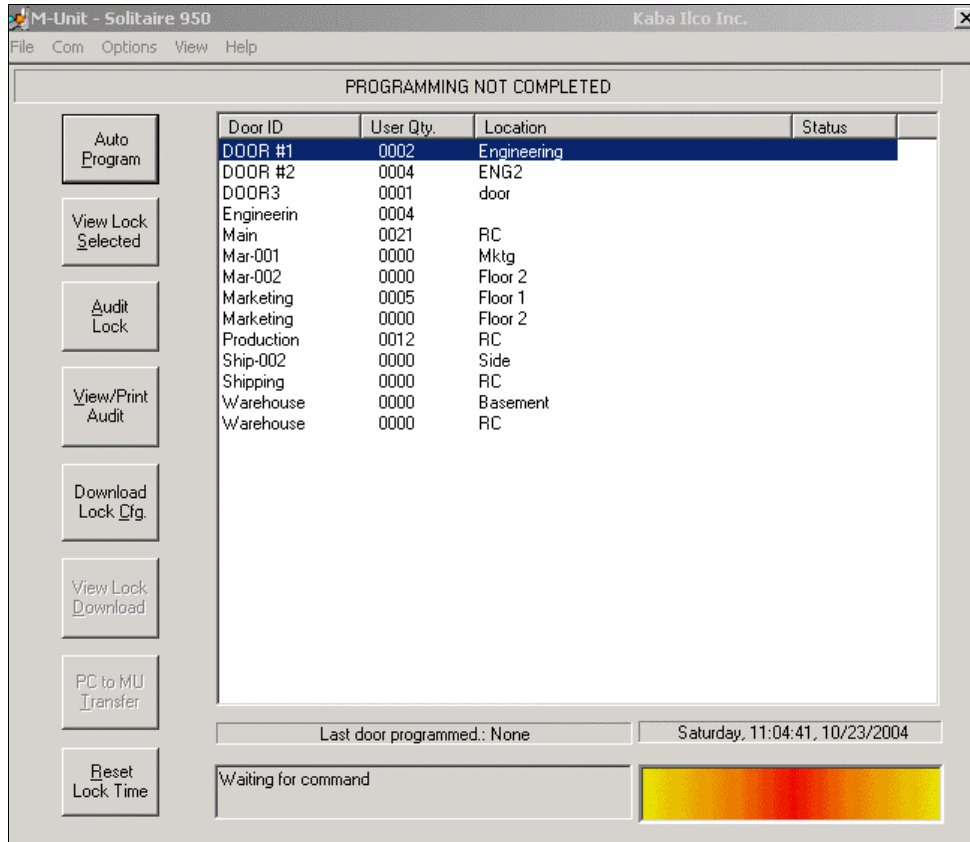 M-Unit - Solitaire 950 Kaba Ilco Inc.
File Com Options View Help
PROGRAMMING NOT COMPLETED
Auto
Program
View Lock
Selected
Audit
Lock
View/Print
Audit
Download
Lock Cfg.
View Lock
Download
PC to MU
Transfer
Reset
Lock Time
Door ID User Qty. Location Status
DOOR #1 0002 Engineering
DOOR #2 0004 ENG2
DOOR3 0001 door
Engineerin 0004
Main 0021 RC
Mar-001 0000 Mktg
Mar-002 0000 Floor 2
Marketing 0005 Floor 1
Marketing 0000 Floor 2
Production 0012 RC
Ship-002 0000 Side
Shipping 0000 RC
Warehouse 0000 Basement
Warehouse 0000 RC
Last door programmed.: None
Saturday, 11:04:41, 10/23/2004
Waiting for command